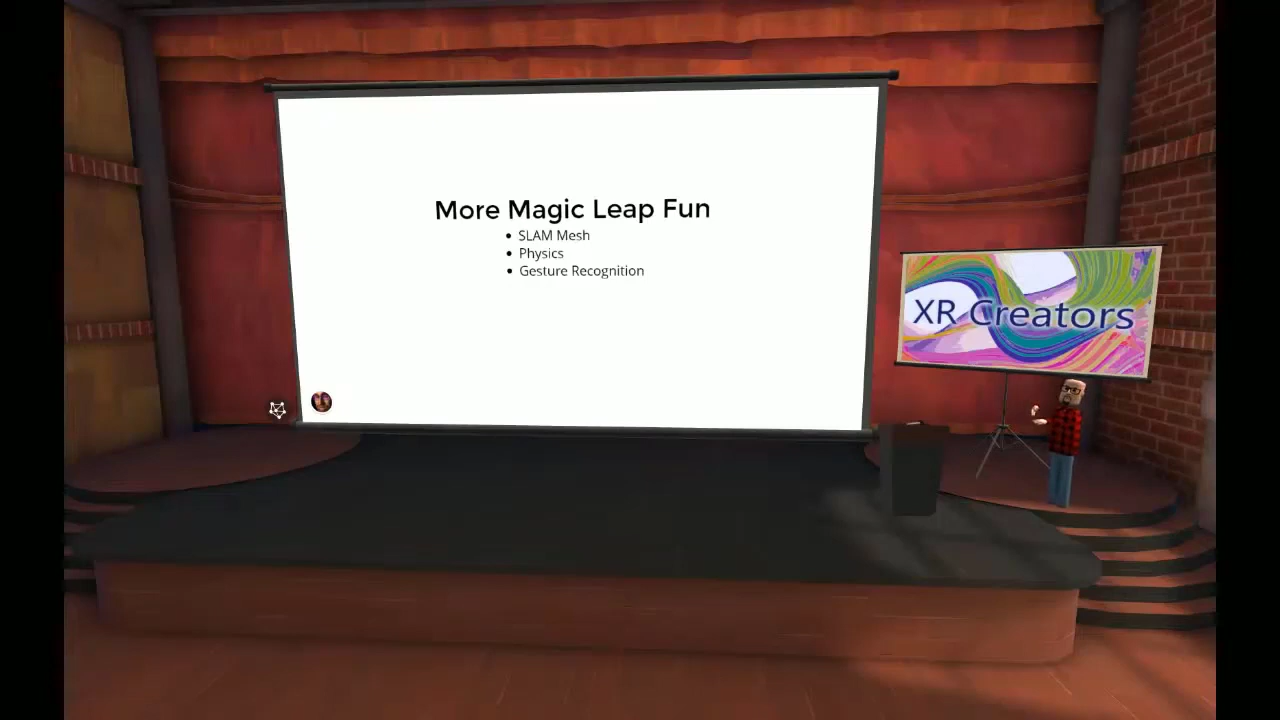 More Magic Leap Fun
SLAM Mesh
Physics
Gesture Recognition
XR Creators